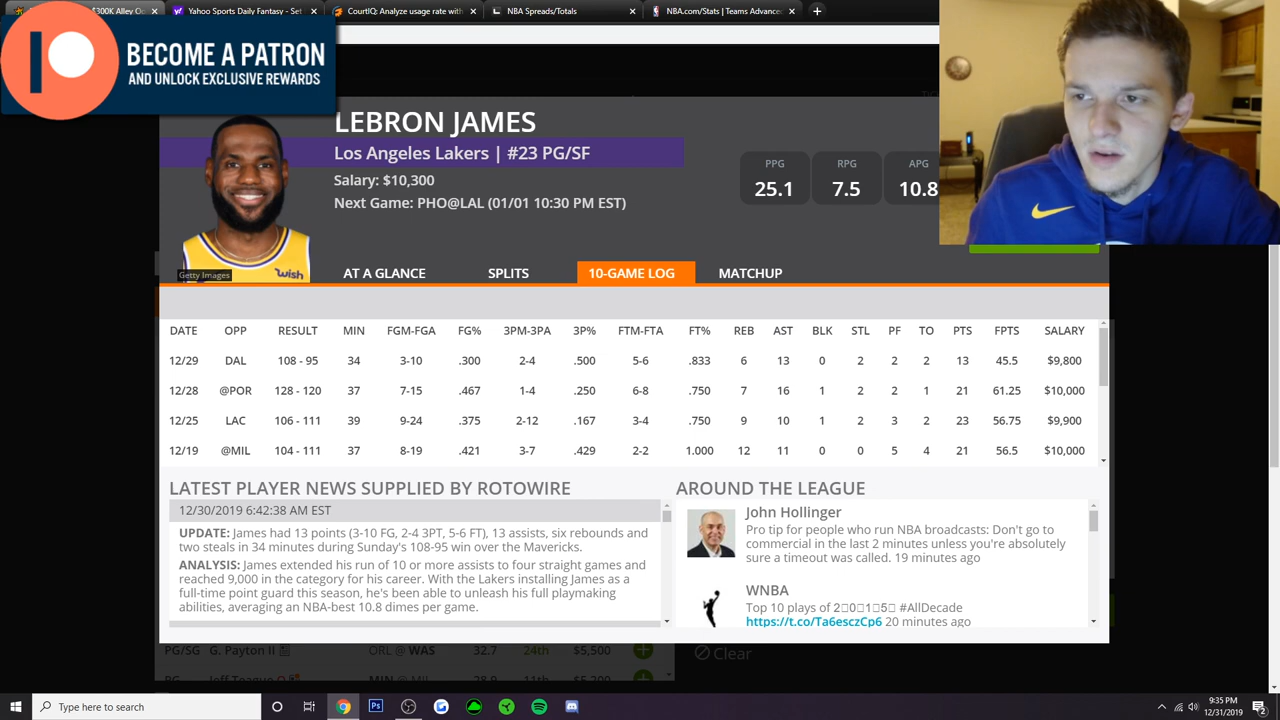 $300K Alley Oo
Yahoo Sports Daily Fantasy - Set
CourtIQ: Analyze usage rate with
NBA Spreads/Totals
NBA.com/Stats | Teams Advance
BECOME A PATRON
AND UNLOCK EXCLUSIVE REWARDS
LEBRON JAMES
Los Angeles Lakers | #23 PG/SF
Salary: $10,300
Next Game: PHO@LAL (01/01 10:30 PM EST)
PPG RPG APG
25.1 7.5 10.8
Getty Images
wish
AT A GLANCE SPLITS 10-GAME LOG MATCHUP
DATE OPP RESULT MIN FGM-FGA FG% 3PM-3PA 3P% FTM-FTA FT% REB AST BLK STL PF TO PTS FPTS SALARY
12/29 DAL 108 - 95 34 3-10 .300 2-4 .500 5-6 .833 6 13 0 2 2 2 13 45.5 $9,800
12/28 @POR 128 - 120 37 7-15 .467 1-4 .250 6-8 .750 7 16 1 2 2 1 21 61.25 $10,000
12/25 LAC 106 - 111 39 9-24 .375 2-12 .167 3-4 .750 9 10 1 2 3 2 23 56.75 $9,900
12/19 @MIL 104 - 111 37 8-19 .421 3-7 .429 2-2 1.000 12 11 0 0 5 4 21 56.5 $10,000
LATEST PLAYER NEWS SUPPLIED BY ROTOWIRE
12/30/2019 6:42:38 AM EST
UPDATE: James had 13 points (3-10 FG, 2-4 3PT, 5-6 FT), 13 assists, six rebounds and
two steals in 34 minutes during Sunday's 108-95 win over the Mavericks.
ANALYSIS: James extended his run of 10 or more assists to four straight games and
reached 9,000 in the category for his career. With the Lakers installing James as a
full-time point guard this season, he's been able to unleash his full playmaking
abilities, averaging an NBA-best 10.8 dimes per game.
AROUND THE LEAGUE
John Hollinger
Pro tip for people who run NBA broadcasts: Don't go to
commercial in the last 2 minutes unless you're absolutely
sure a timeout was called. 19 minutes ago
WNBA
Top 10 plays of 2▯0▯1▯5▯ #AllDecade
https://t.co/Ta6esczCp6 20 minutes ago
PG/SG G. Payton II ORL @ WAS 32.7 24th $5,500
Clear
PG Jeff Teague MIN @ MIL 28.9 11th
Type here to search
9:35 PM
12/31/2019
2